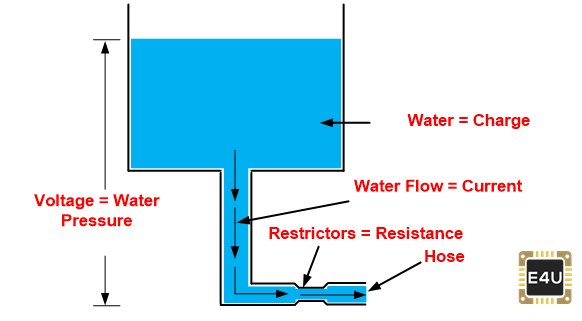 Water = Charge
Voltage = Water
Pressure
Water Flow = Current
Restrictors = Resistance
Hose
E4U